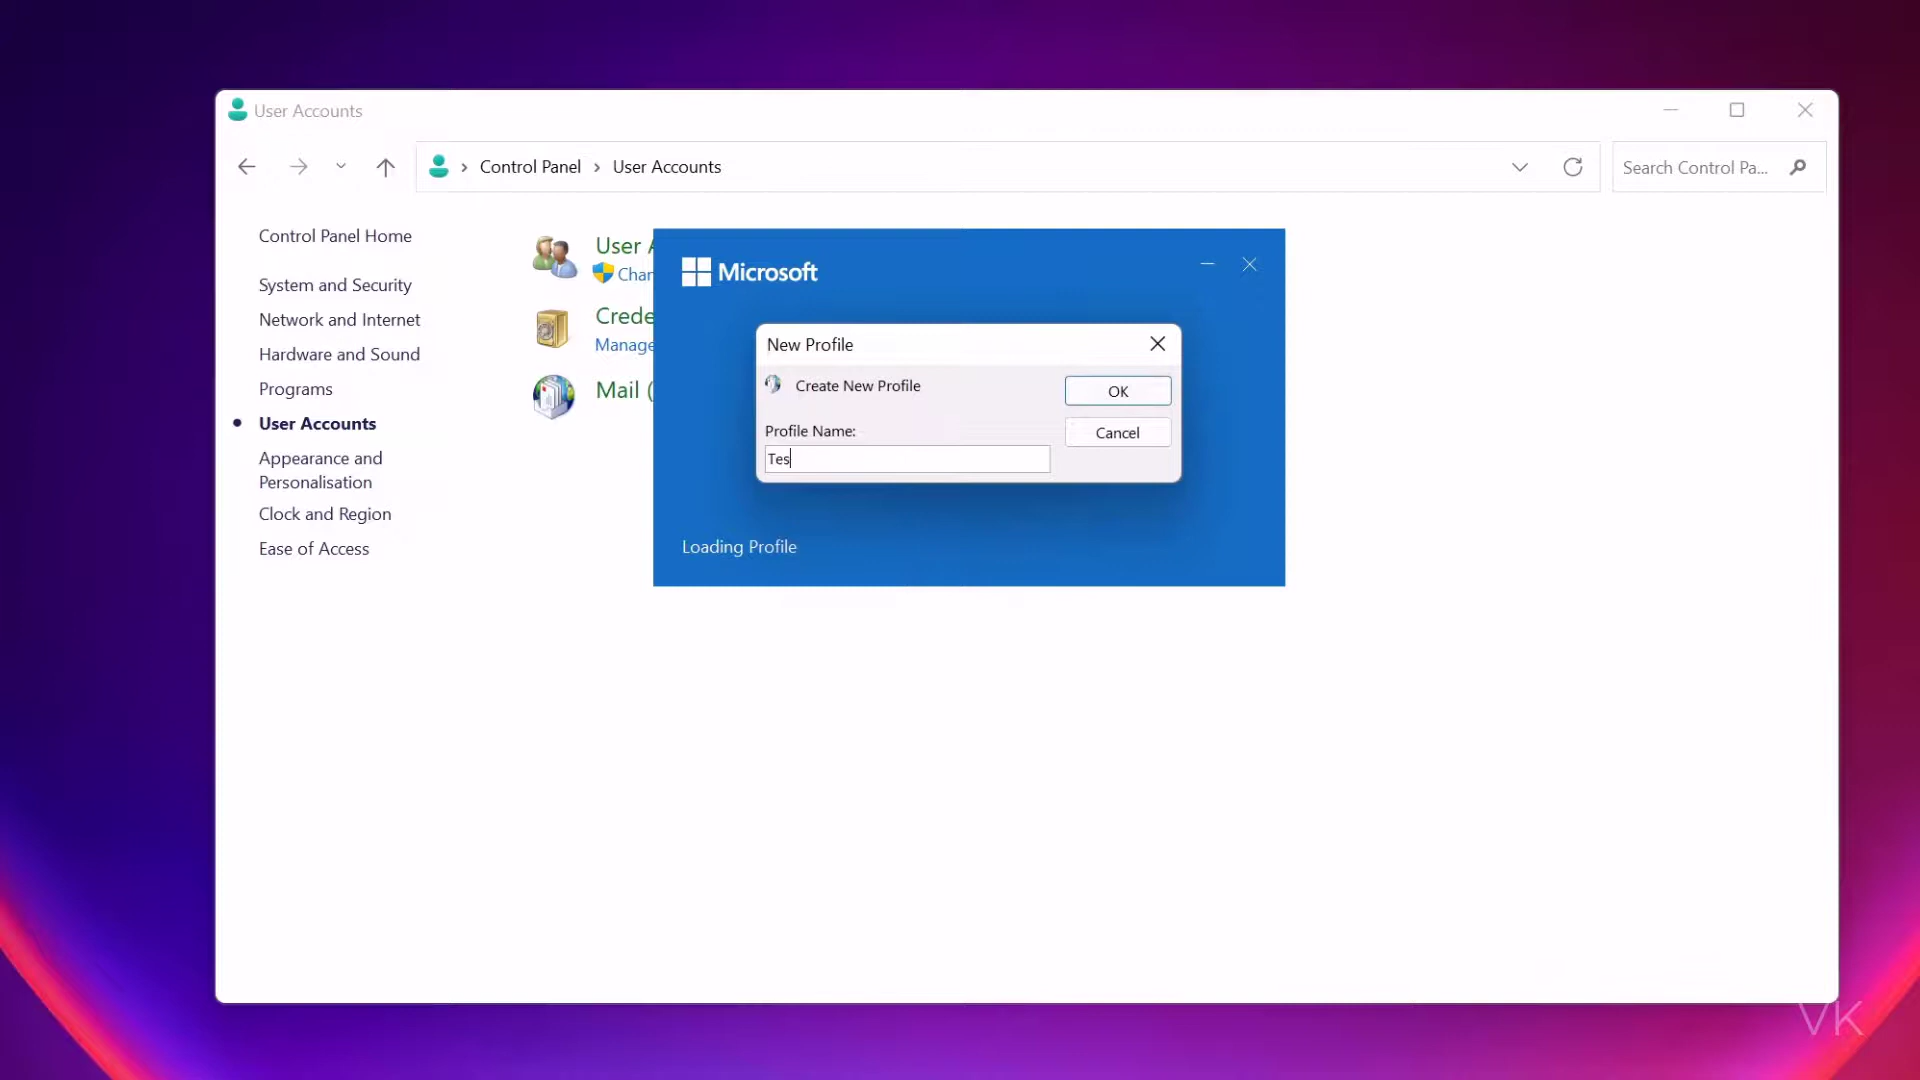 User Accounts
Control Panel > User Accounts
Search Control Pa...
Control Panel Home
System and Security
Network and Internet
Hardware and Sound
Programs
User Accounts
Appearance and
Personalisation
Clock and Region
Ease of Access
User A
Chan
Crede
Manage
Mail (
Microsoft
New Profile
Create New Profile
OK
Profile Name:
Cancel
Tes
Loading Profile
VK